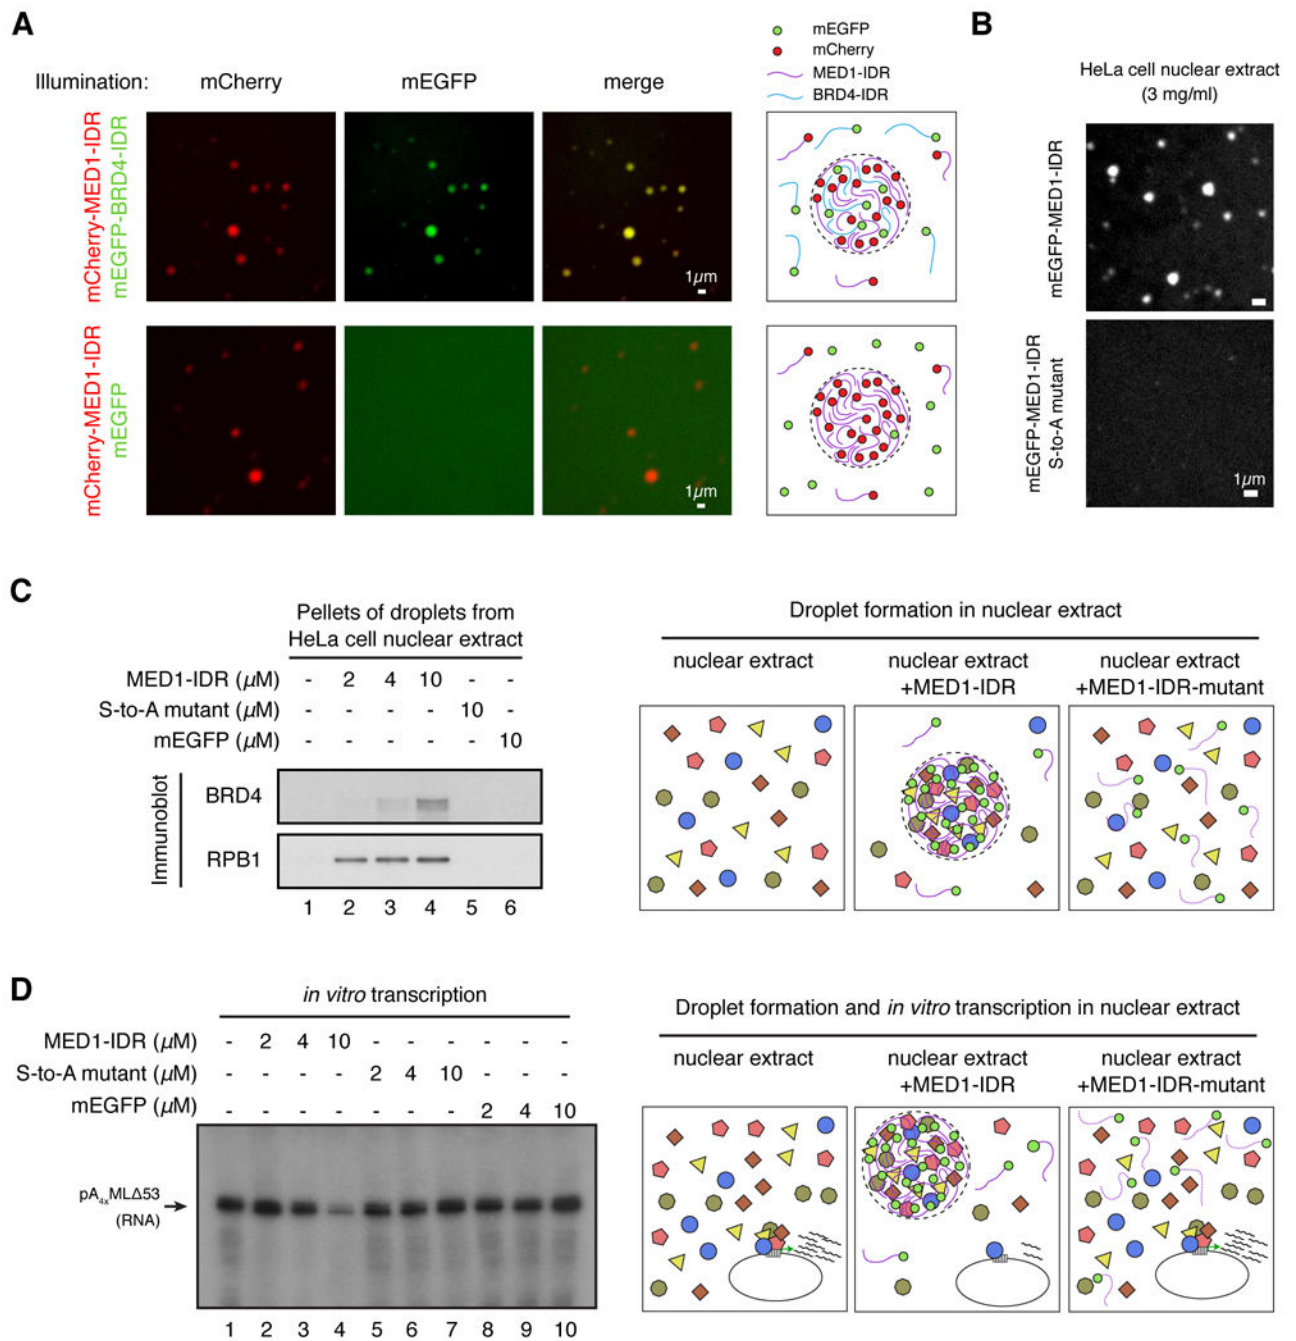 A
Illumination: mCherry mEGFP merge
mEGFP
mCherry
MED1-IDR
BRD4-IDR
mCherry-MED1-IDR
mEGFP-BRD4-IDR
1μm
mCherry-MED1-IDR
mEGFP
1μm
B
HeLa cell nuclear extract
(3 mg/ml)
mEGFP-MED1-IDR
mEGFP-MED1-IDR
S-to-A mutant
1μm
C
Pellets of droplets from
HeLa cell nuclear extract
MED1-IDR (μM) - 2 4 10 - -
S-to-A mutant (μM) - - - - 10 -
mEGFP (μM) - - - - - 10
Immunoblot
BRD4
RPB1
1 2 3 4 5 6
Droplet formation in nuclear extract
nuclear extract
nuclear extract
+MED1-IDR
nuclear extract
+MED1-IDR-mutant
D
in vitro transcription
MED1-IDR (μM) - 2 4 10 - - - - - -
S-to-A mutant (μM) - - - - 2 4 10 - - -
mEGFP (μM) - - - - - - - 2 4 10
pA4xMLΔ53
(RNA)
1 2 3 4 5 6 7 8 9 10
Droplet formation and in vitro transcription in nuclear extract
nuclear extract
nuclear extract
+MED1-IDR
nuclear extract
+MED1-IDR-mutant